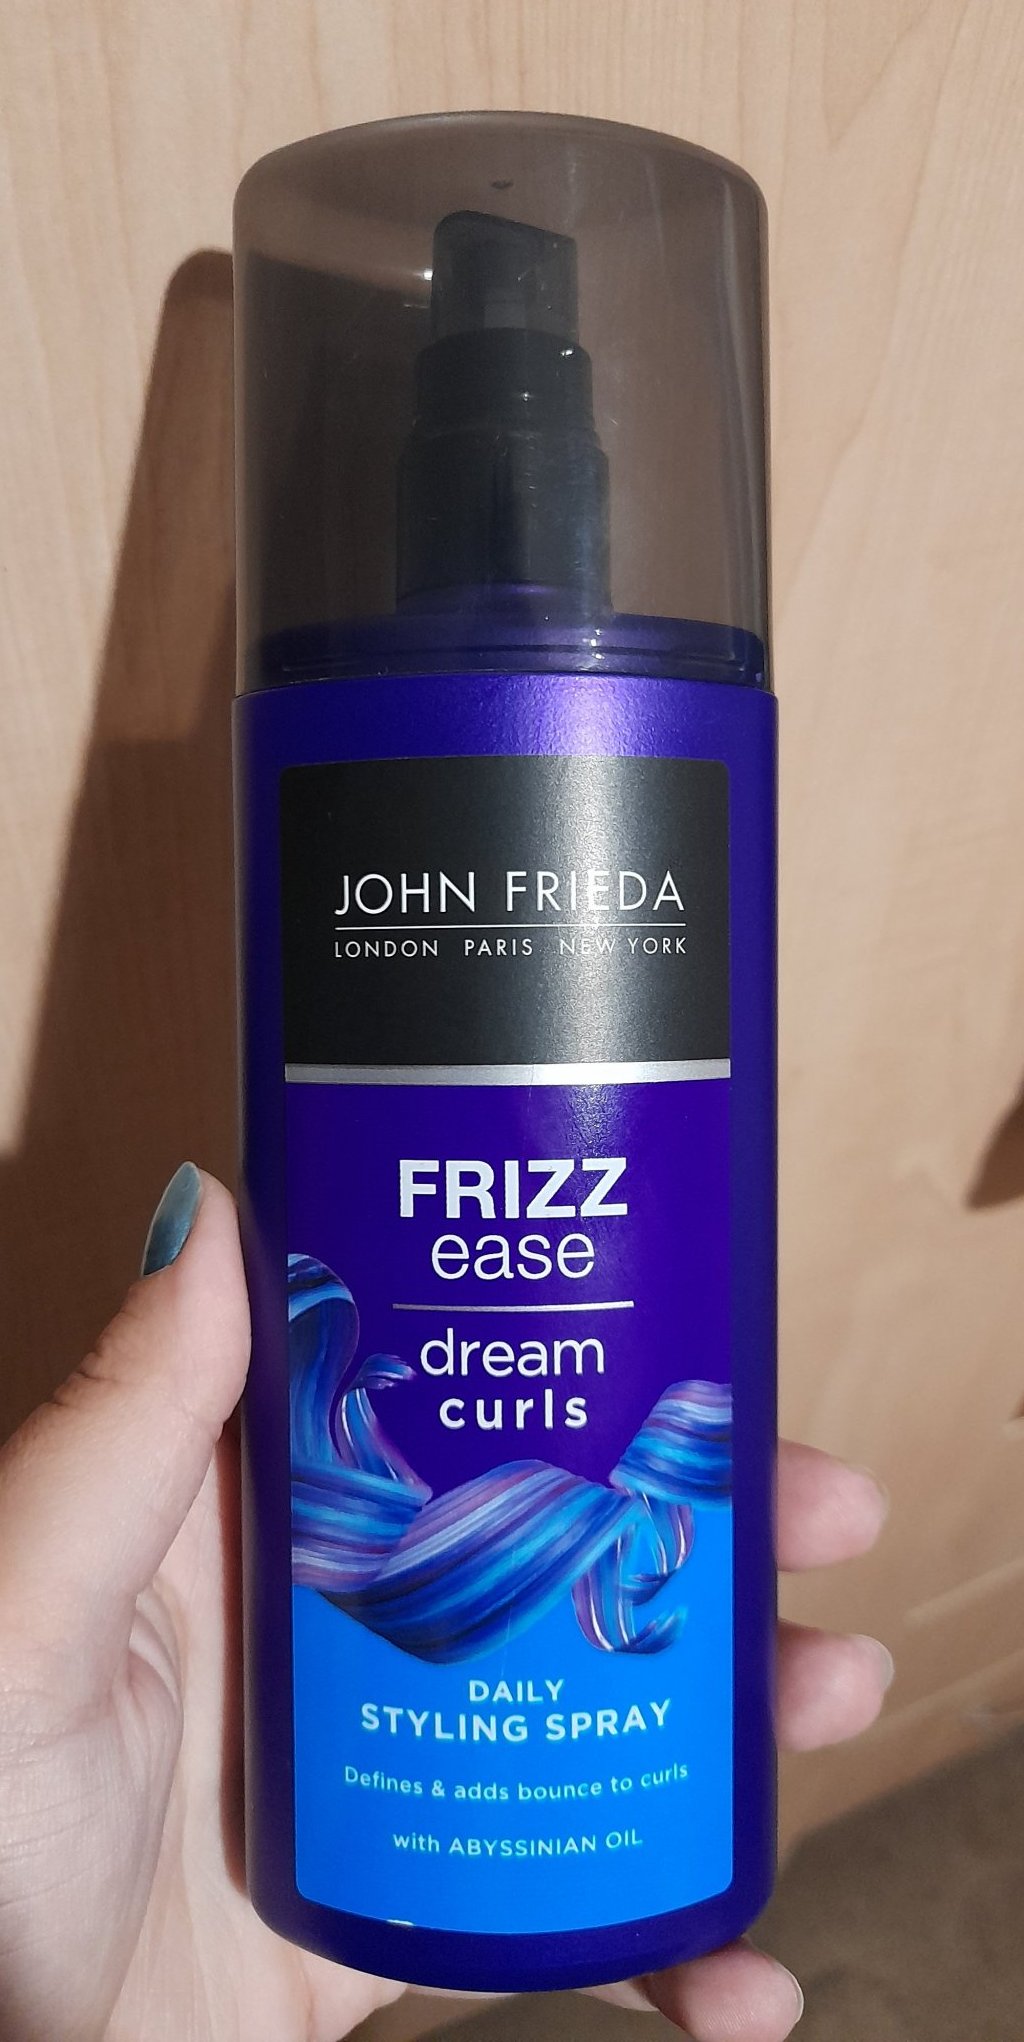 JOHN FRIEDA
LONDON PARIS NEW YORK
FRIZZ
ease
dream
curls
DAILY
STYLING SPRAY
Defines & adds bounce to curls
with ABYSSINIAN OIL